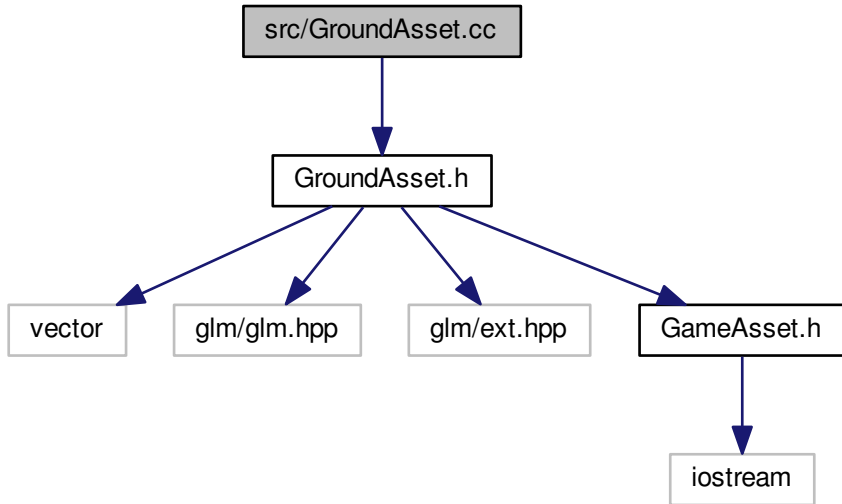 src/GroundAsset.cc
GroundAsset.h
vector
glm/glm.hpp
glm/ext.hpp
GameAsset.h
iostream